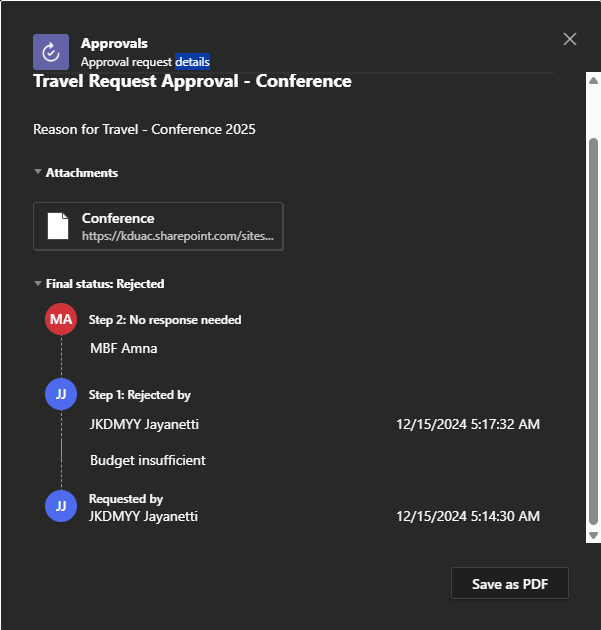 Approvals
Approval request details
Travel Request Approval - Conference
Reason for Travel - Conference 2025
Attachments
Conference
https://kduac.sharepoint.com/sites...
Final status: Rejected
MA Step 2: No response needed
MBF Amna
JJ Step 1: Rejected by
JKDMYY Jayanetti 12/15/2024 5:17:32 AM
Budget insufficient
Requested by
JJ
JKDMYY Jayanetti 12/15/2024 5:14:30 AM
Save as PDF